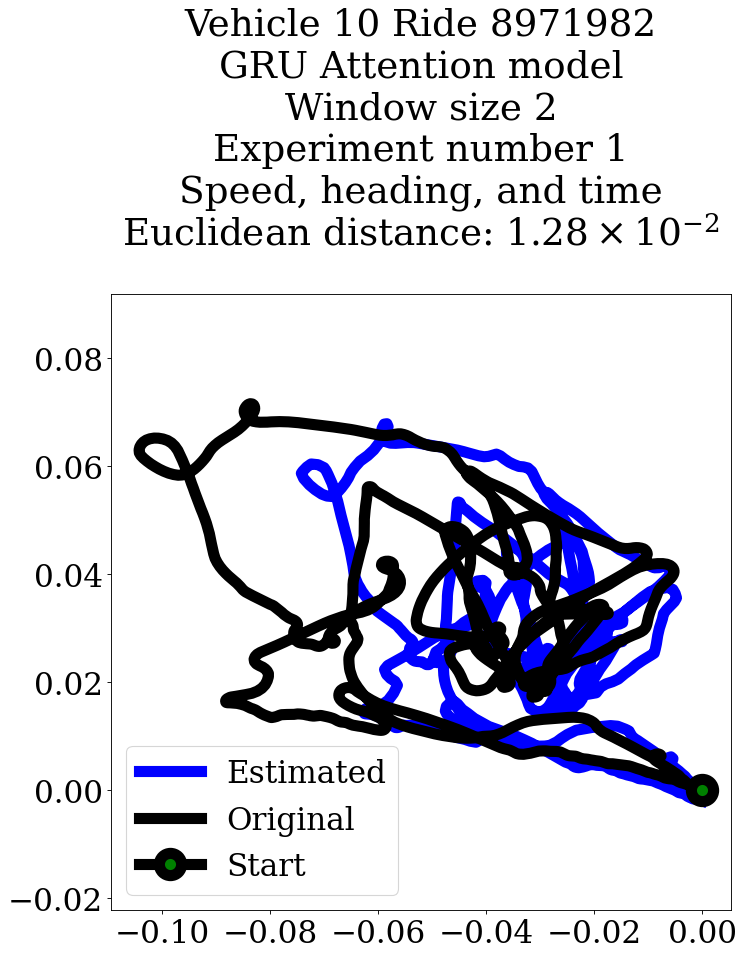 Vehicle 10 Ride 8971982
GRU Attention model
Window size 2
Experiment number 1
Speed, heading, and time
Euclidean distance: 1.28 × 10⁻²
0.08
0.06
0.04
0.02
0.00
−0.02
Estimated
Original
Start
−0.10 −0.08 −0.06 −0.04 −0.02 0.00